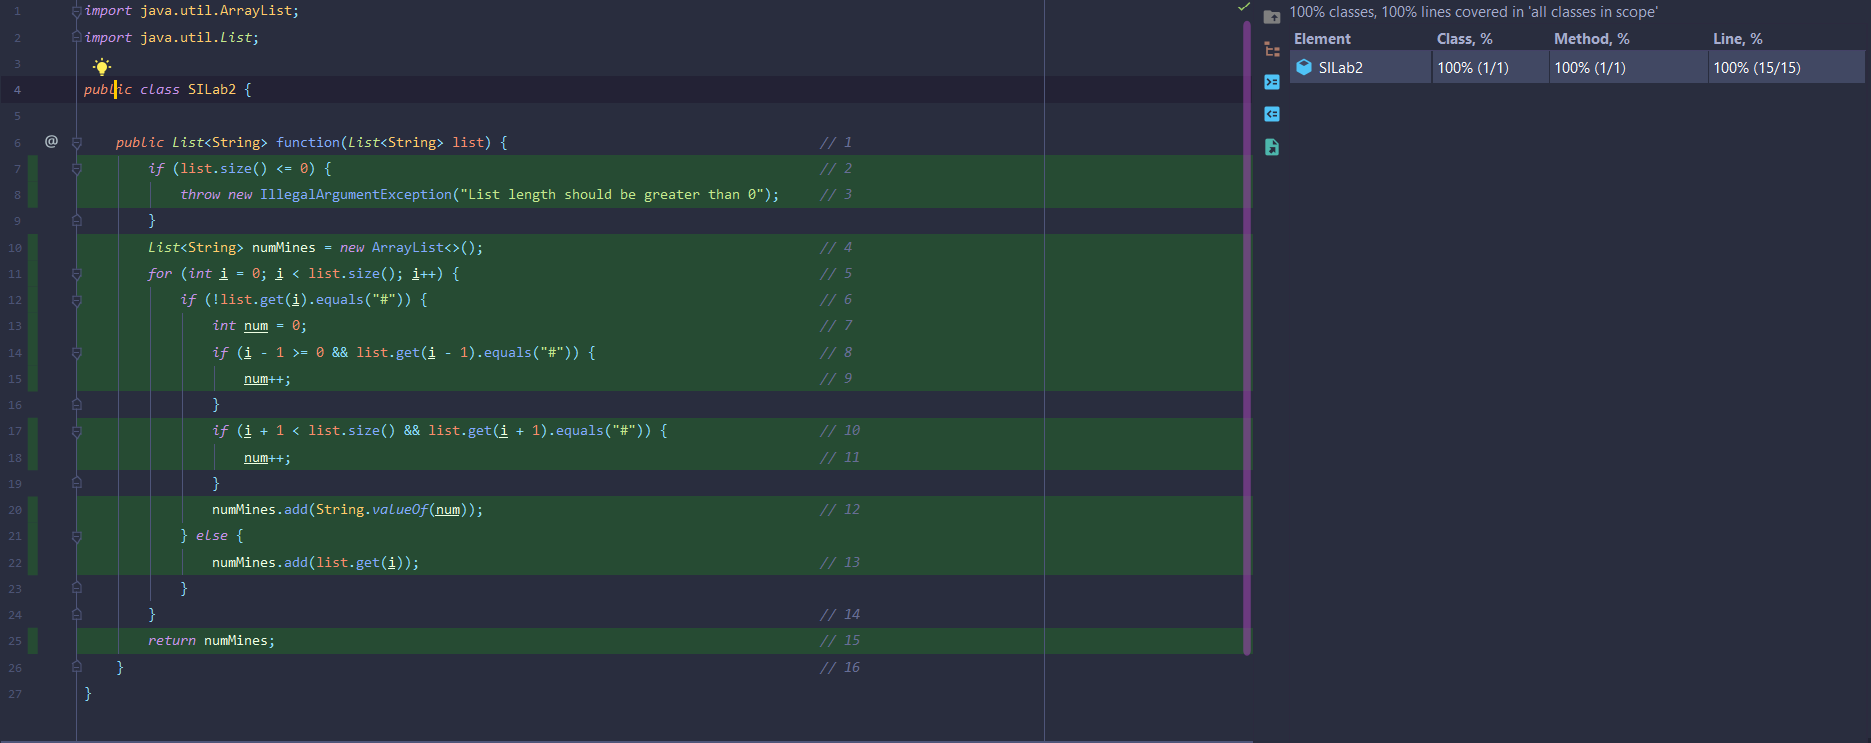 1 import java.util.ArrayList;
2 import java.util.List;
3
4 public class SILab2 {
5
6 @ public List<String> function(List<String> list) { // 1
7 if (list.size() <= 0) { // 2
8 throw new IllegalArgumentException("List length should be greater than 0"); // 3
9 }
10 List<String> numMines = new ArrayList<>(); // 4
11 for (int i = 0; i < list.size(); i++) { // 5
12 if (!list.get(i).equals("#")) { // 6
13 int num = 0; // 7
14 if (i - 1 >= 0 && list.get(i - 1).equals("#")) { // 8
15 num++; // 9
16 }
17 if (i + 1 < list.size() && list.get(i + 1).equals("#")) { // 10
18 num++; // 11
19 }
20 numMines.add(String.valueOf(num)); // 12
21 } else {
22 numMines.add(list.get(i)); // 13
23 }
24 } // 14
25 return numMines; // 15
26 } // 16
27 }
100% classes, 100% lines covered in 'all classes in scope'
Element Class, % Method, % Line, %
SILab2 100% (1/1) 100% (1/1) 100% (15/15)